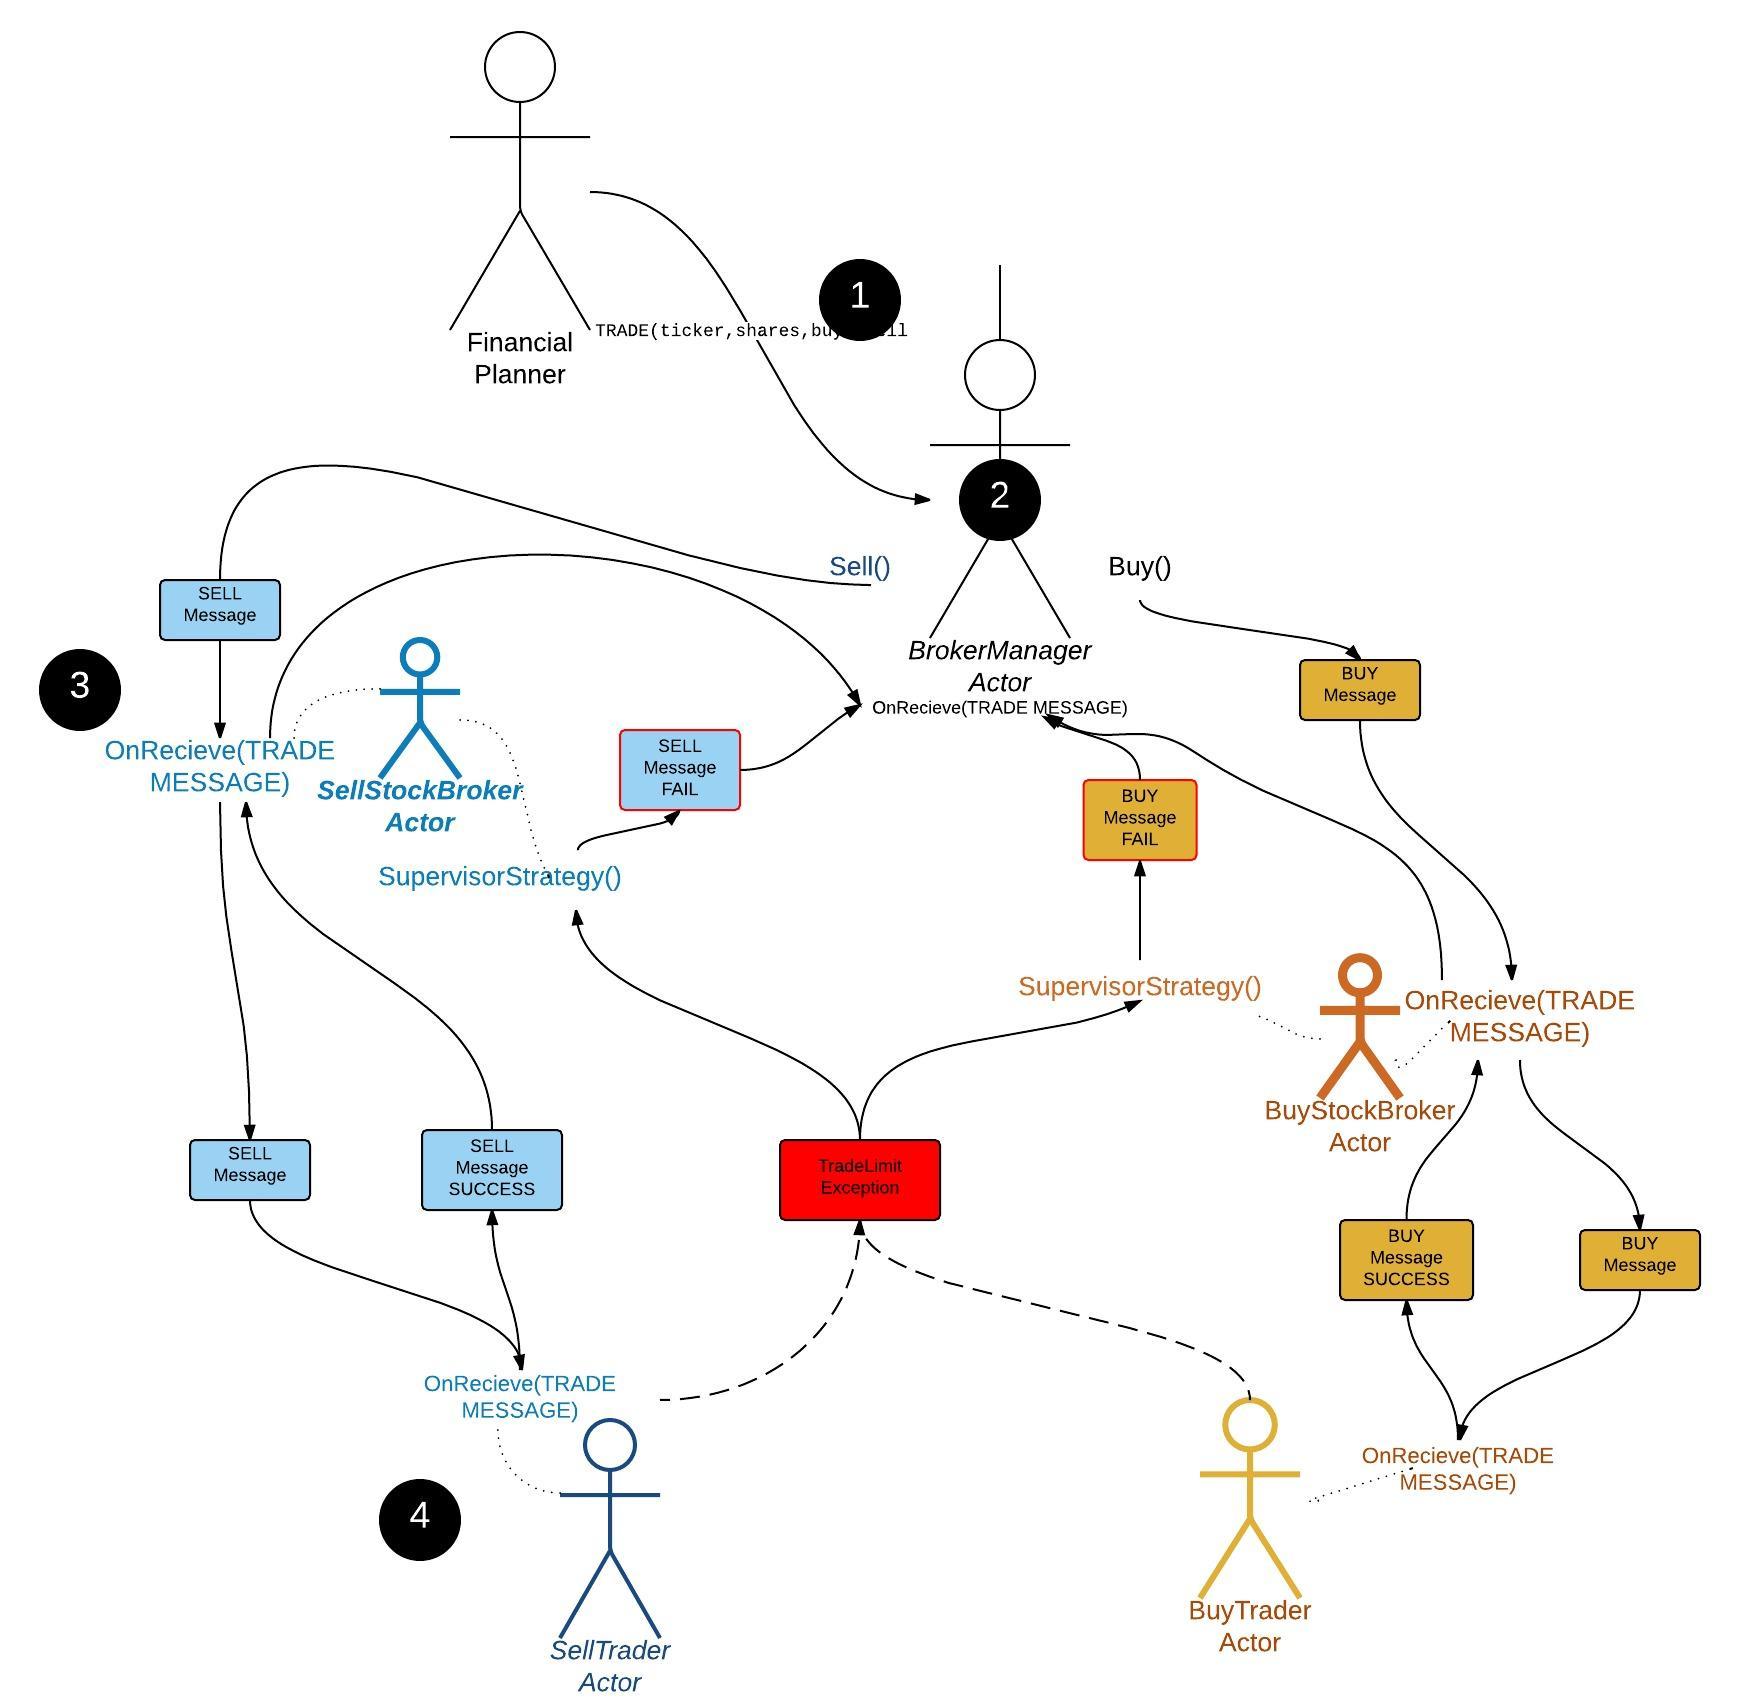 1
Financial
Planner
TRADE(ticker,shares,buy
2
Sell()
Buy()
SELL
Message
BrokerManager
Actor
OnRecieve(TRADE MESSAGE)
BUY
Message
3
OnRecieve(TRADE
MESSAGE)
SellStockBroker
Actor
SELL
Message
FAIL
BUY
Message
FAIL
SupervisorStrategy()
SupervisorStrategy()
OnRecieve(TRADE
MESSAGE)
BuyStockBroker
Actor
SELL
Message
SELL
Message
SUCCESS
TradeLimit
Exception
BUY
Message
SUCCESS
BUY
Message
OnRecieve(TRADE
MESSAGE)
OnRecieve(TRADE
MESSAGE)
4
BuyTrader
Actor
SellTrader
Actor